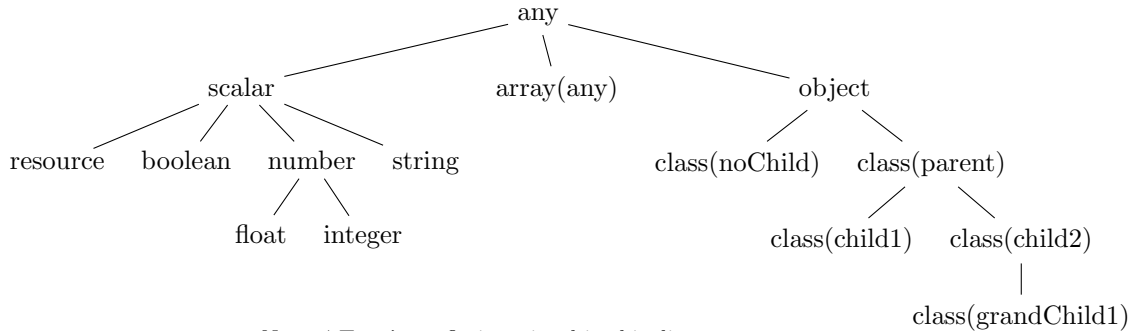 any
scalar array(any) object
resource boolean number string class(noChild) class(parent)
float integer class(child1) class(child2)
class(grandChild1)